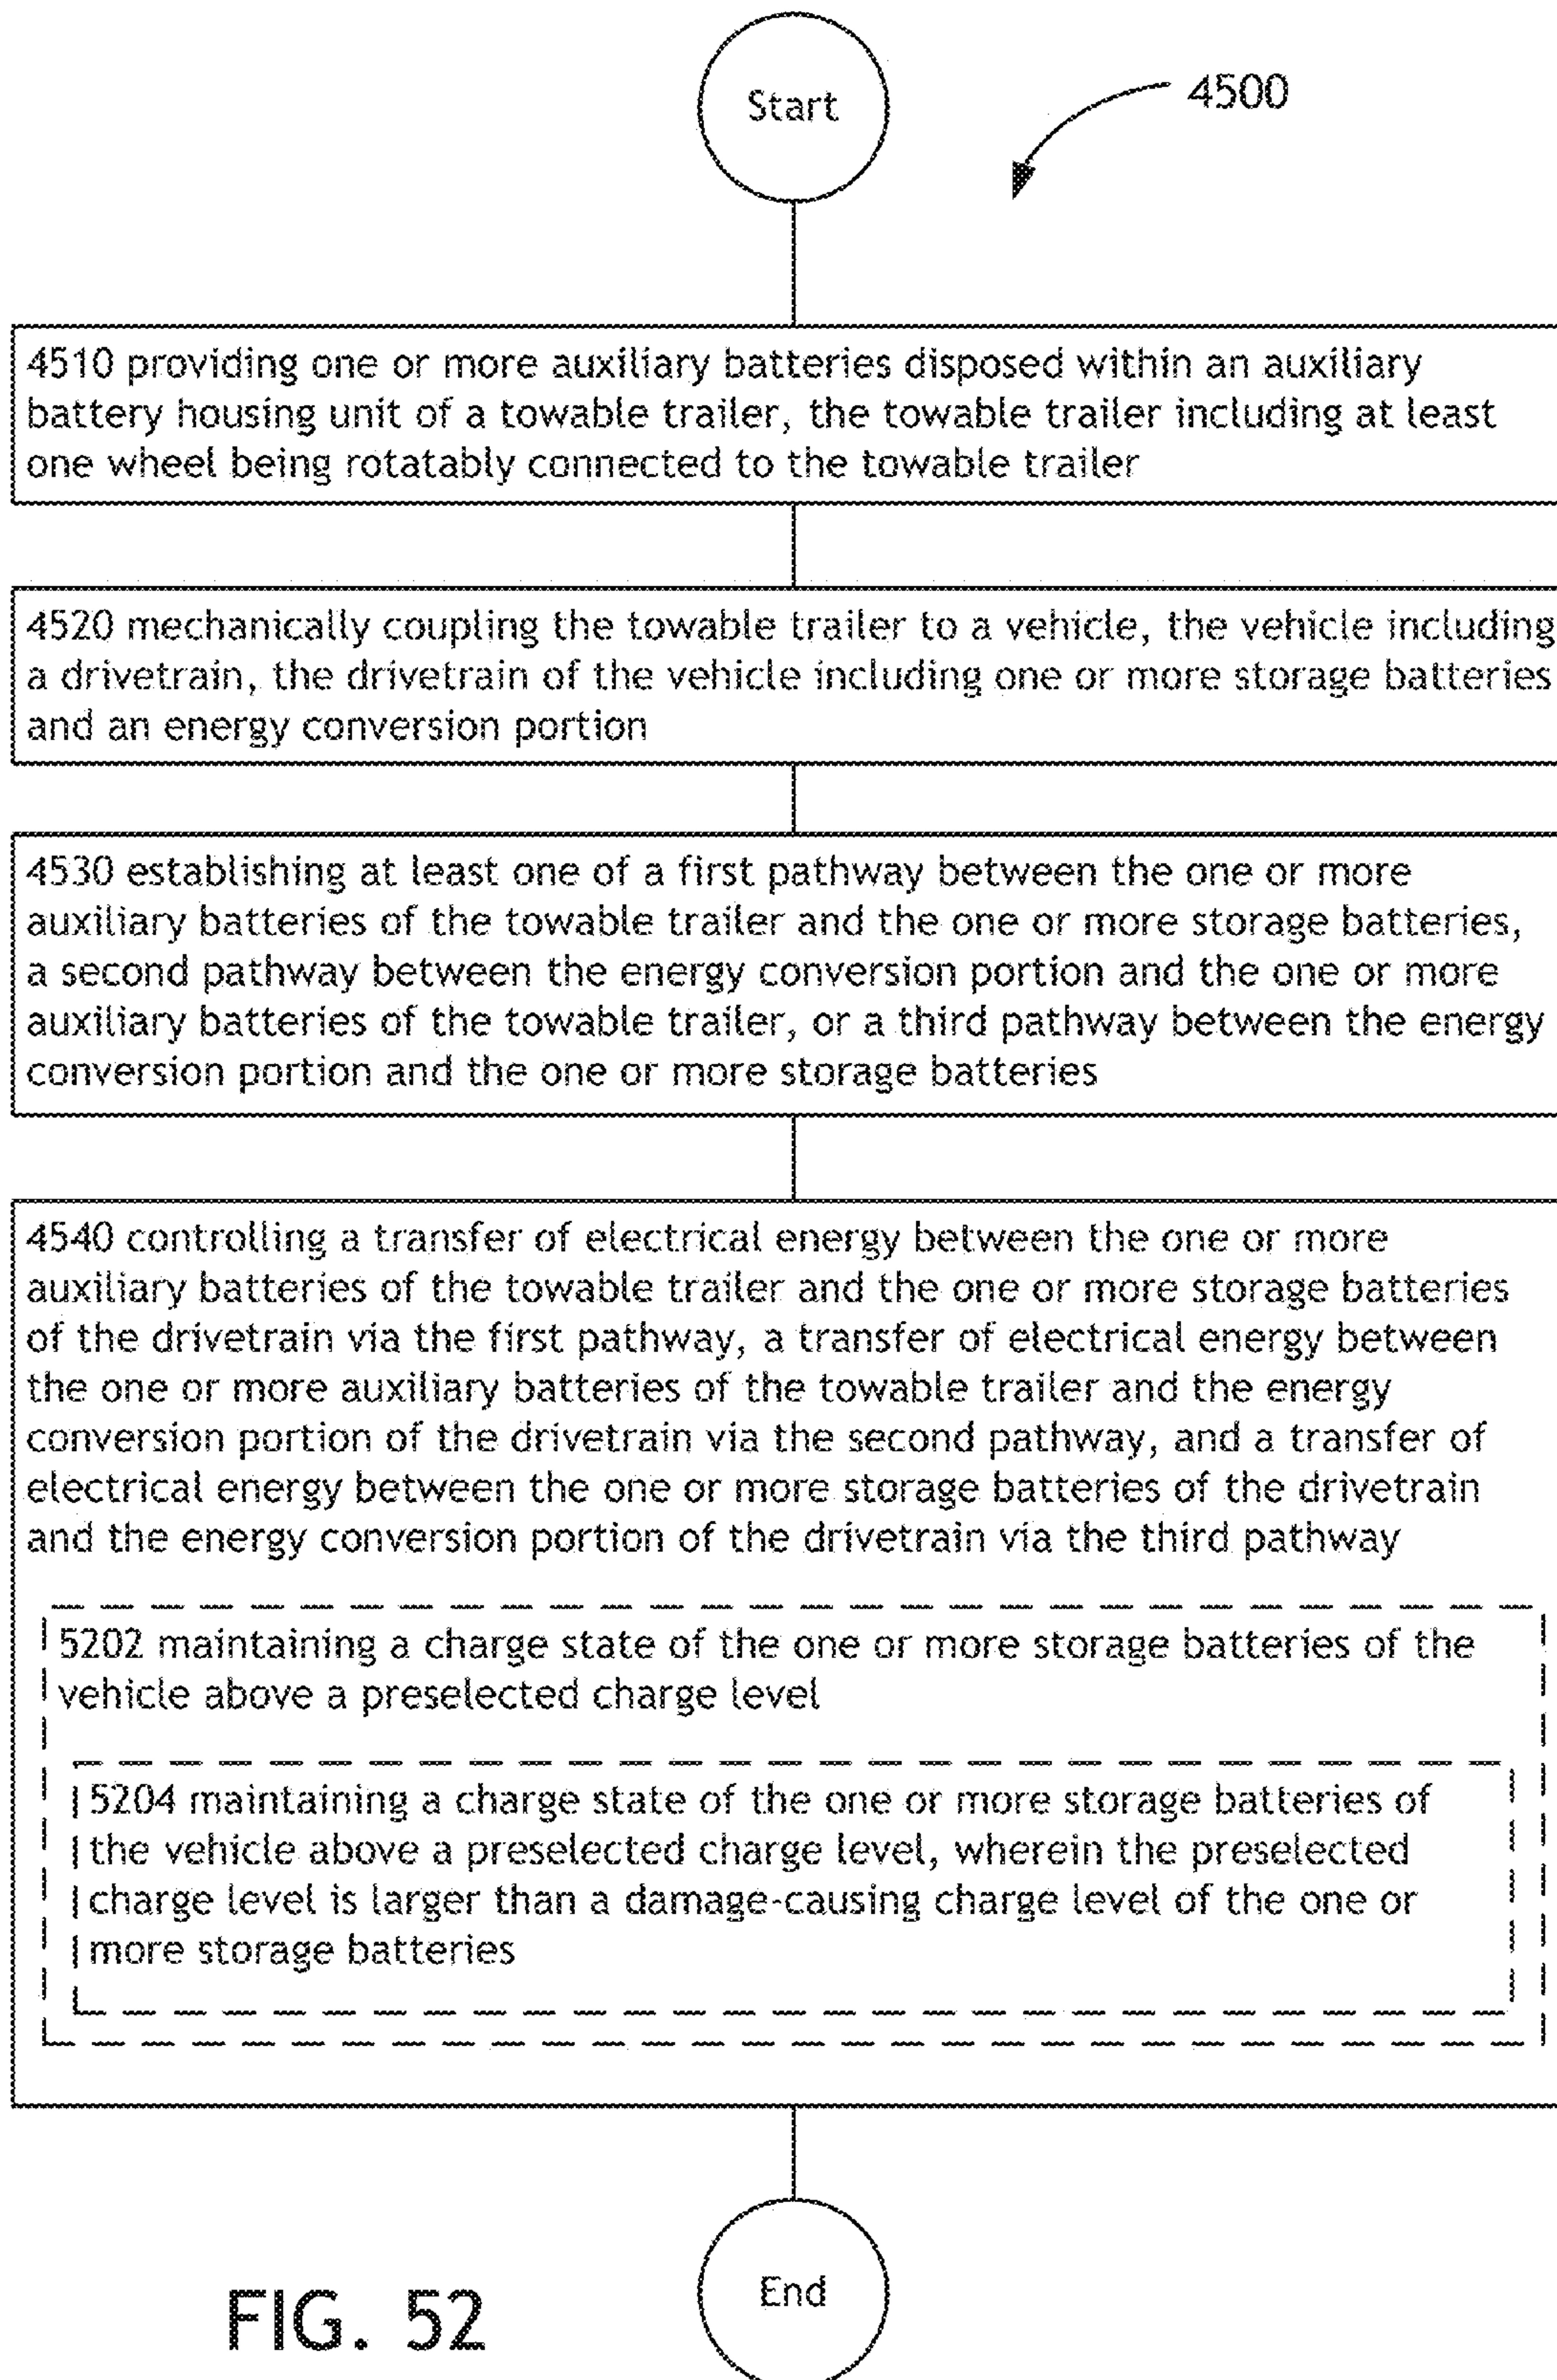 Start
4500
4510 providing one or more auxiliary batteries disposed within an auxiliary
battery housing unit of a towable trailer, the towable trailer including at least
one wheel being rotatably connected to the towable trailer
4520 mechanically coupling the towable trailer to a vehicle, the vehicle including
a drivetrain, the drivetrain of the vehicle including one or more storage batteries
and an energy conversion portion
4530 establishing at least one of a first pathway between the one or more
auxiliary batteries of the towable trailer and the one or more storage batteries,
a second pathway between the energy conversion portion and the one or more
auxiliary batteries of the towable trailer, or a third pathway between the energy
conversion portion and the one or more storage batteries
4540 controlling a transfer of electrical energy between the one or more
auxiliary batteries of the towable trailer and the one or more storage batteries
of the drivetrain via the first pathway, a transfer of electrical energy between
the one or more auxiliary batteries of the towable trailer and the energy
conversion portion of the drivetrain via the second pathway, and a transfer of
electrical energy between the one or more storage batteries of the drivetrain
and the energy conversion portion of the drivetrain via the third pathway
5202 maintaining a charge state of the one or more storage batteries of the
vehicle above a preselected charge level
5204 maintaining a charge state of the one or more storage batteries of
the vehicle above a preselected charge level, wherein the preselected
charge level is larger than a damage-causing charge level of the one or
more storage batteries
End
FIG. 52